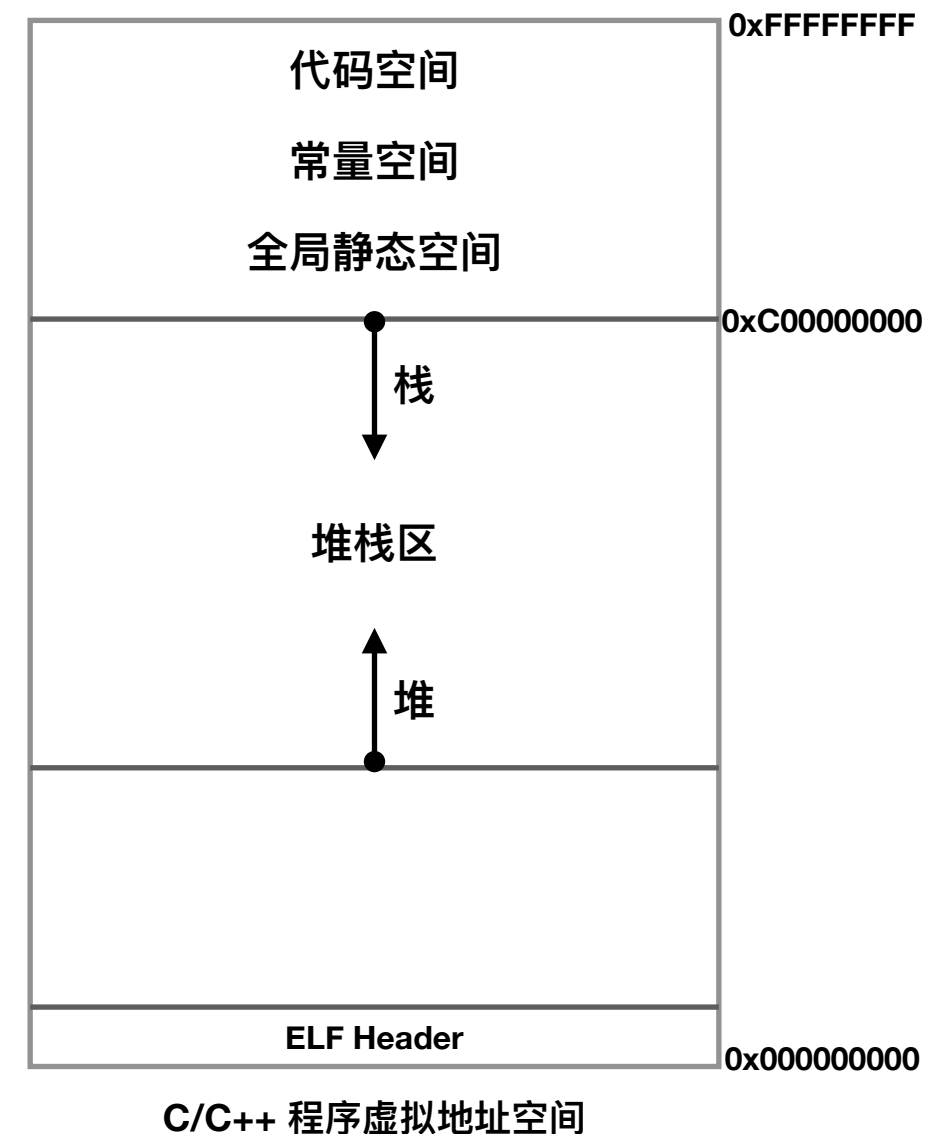 0xFFFFFFFF
代码空间
常量空间
全局静态空间
0xC00000000
栈
堆栈区
堆
ELF Header
0x000000000
C/C++ 程序虚拟地址空间